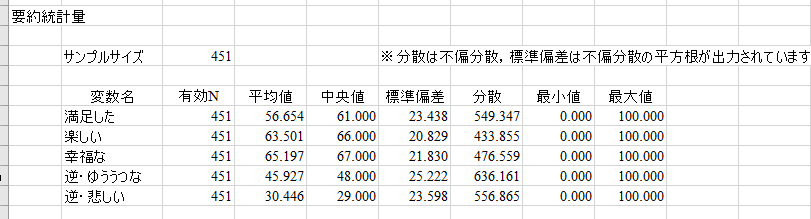 要約統計量
サンプルサイズ 451 ※分散は不偏分散，標準偏差は不偏分散の平方根が出力されています
変数名 有効N 平均値 中央値 標準偏差 分散 最小値 最大値
満足した 451 56.654 61.000 23.438 549.347 0.000 100.000
楽しい 451 63.501 66.000 20.829 433.855 0.000 100.000
幸福な 451 65.197 67.000 21.830 476.559 0.000 100.000
逆・ゆううつな 451 45.927 48.000 25.222 636.161 0.000 100.000
逆・悲しい 451 30.446 29.000 23.598 556.865 0.000 100.000